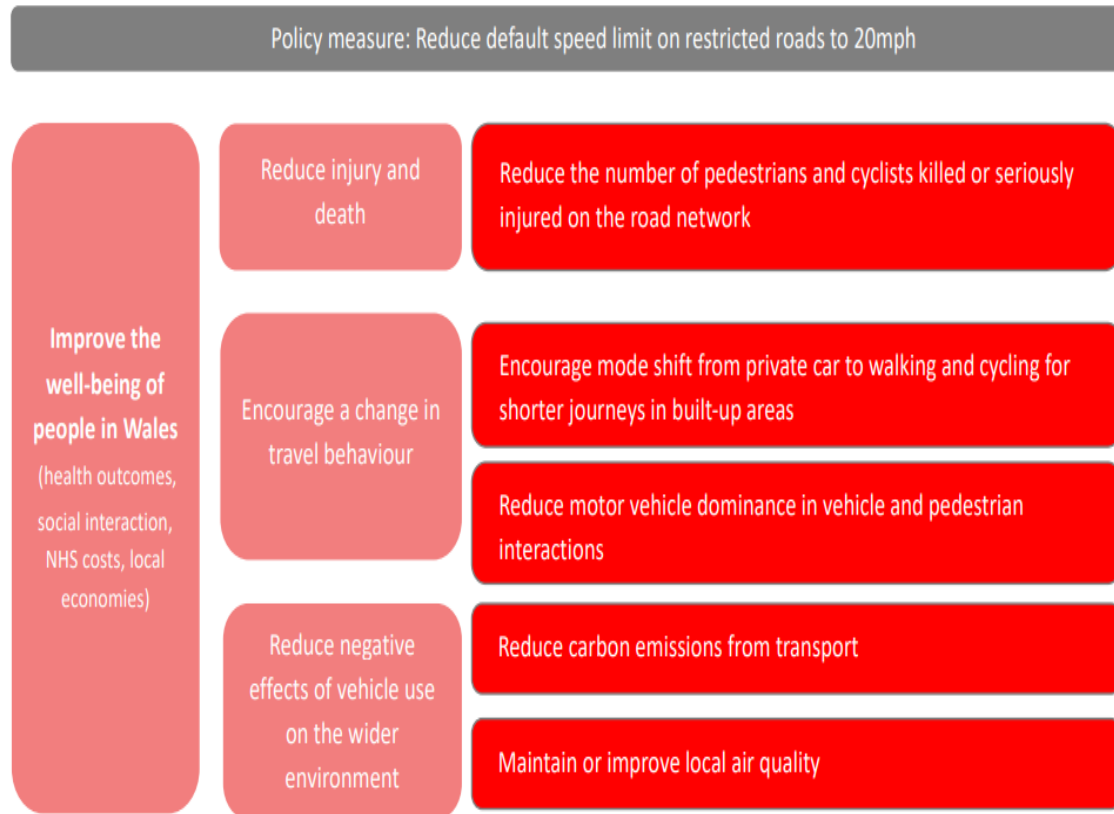 Policy measure: Reduce default speed limit on restricted roads to 20mph
Improve the
well-being of
people in Wales
(health outcomes,
social interaction,
NHS costs, local
economies)
Reduce injury and
death
Reduce the number of pedestrians and cyclists killed or seriously
injured on the road network
Encourage a change in
travel behaviour
Encourage mode shift from private car to walking and cycling for
shorter journeys in built-up areas
Reduce motor vehicle dominance in vehicle and pedestrian
interactions
Reduce negative
effects of vehicle use
on the wider
environment
Reduce carbon emissions from transport
Maintain or improve local air quality